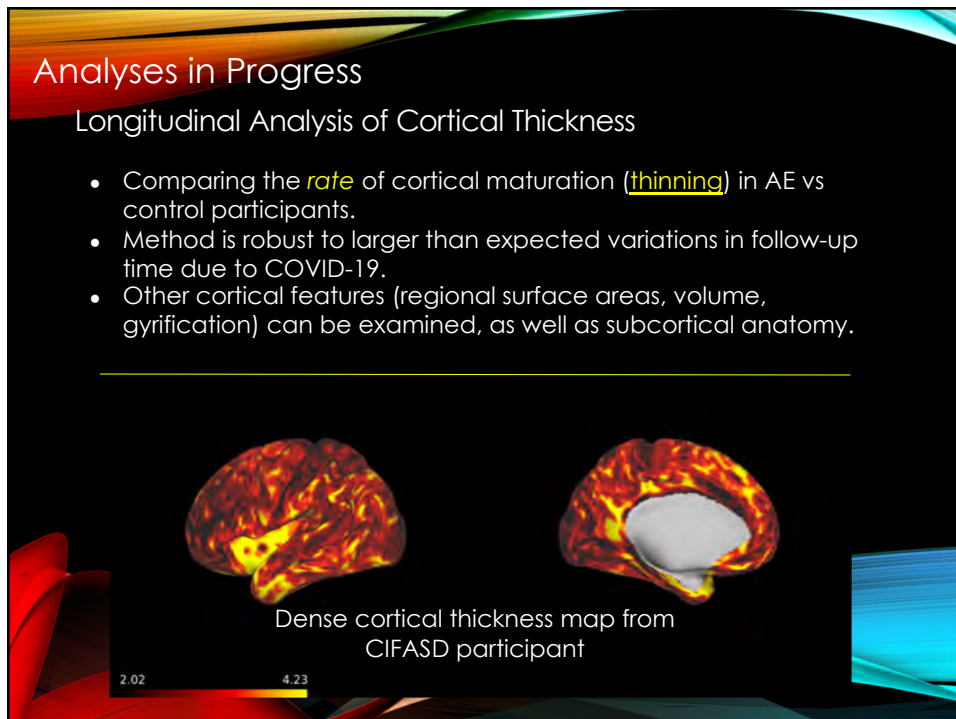 Analyses in Progress
Longitudinal Analysis of Cortical Thickness
● Comparing the rate of cortical maturation (thinning) in AE vs
control participants.
● Method is robust to larger than expected variations in follow-up
time due to COVID-19.
● Other cortical features (regional surface areas, volume,
gyrification) can be examined, as well as subcortical anatomy.
Dense cortical thickness map from
CIFASD participant
2.02 4.23